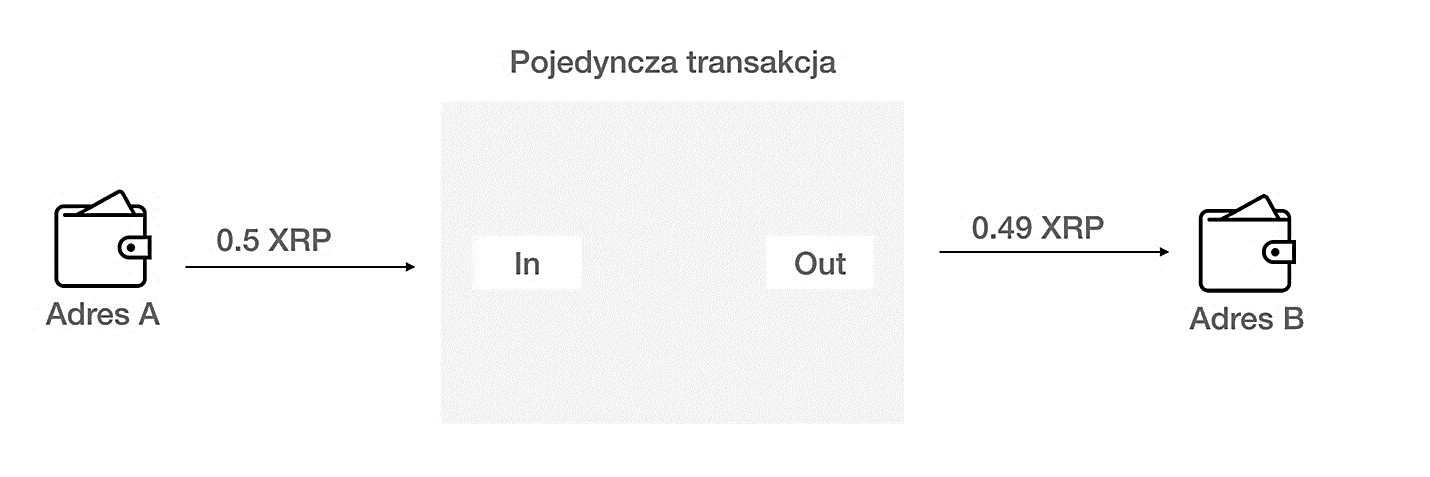 Pojedyncza transakcja
0.5 XRP
In
Out
0.49 XRP
Adres A
Adres B